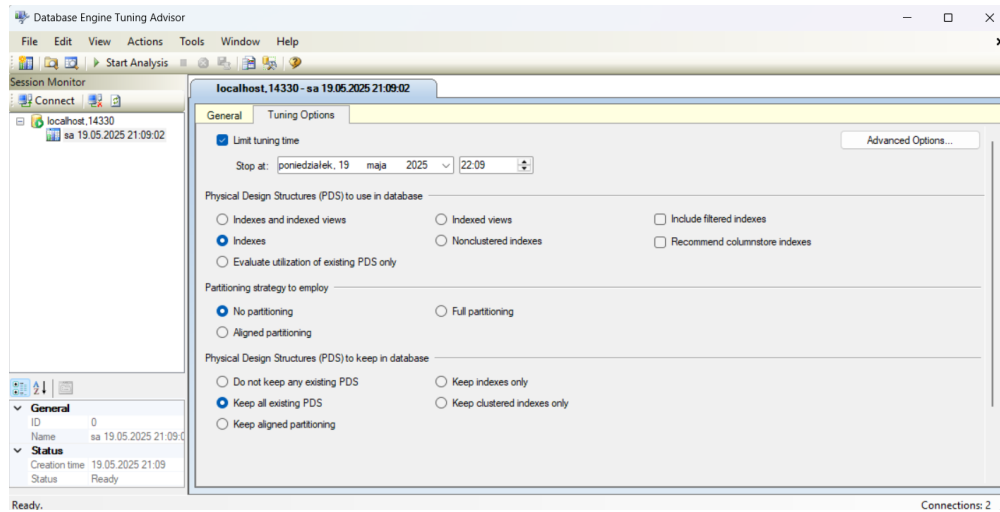 Database Engine Tuning Advisor
File Edit View Actions Tools Window Help
Start Analysis
Session Monitor
Connect
localhost,14330
sa 19.05.2025 21:09:02
General
ID 0
Name sa 19.05.2025 21:09:0
Status
Creation time 19.05.2025 21:09
Status Ready
localhost,14330 - sa 19.05.2025 21:09:02
General Tuning Options
Limit tuning time
Advanced Options...
Stop at: poniedziałek, 19 maja 2025 22:09
Physical Design Structures (PDS) to use in database
Indexes and indexed views Indexed views Include filtered indexes
Indexes Nonclustered indexes Recommend columnstore indexes
Evaluate utilization of existing PDS only
Partitioning strategy to employ
No partitioning Full partitioning
Aligned partitioning
Physical Design Structures (PDS) to keep in database
Do not keep any existing PDS Keep indexes only
Keep all existing PDS Keep clustered indexes only
Keep aligned partitioning
Ready. Connections: 2